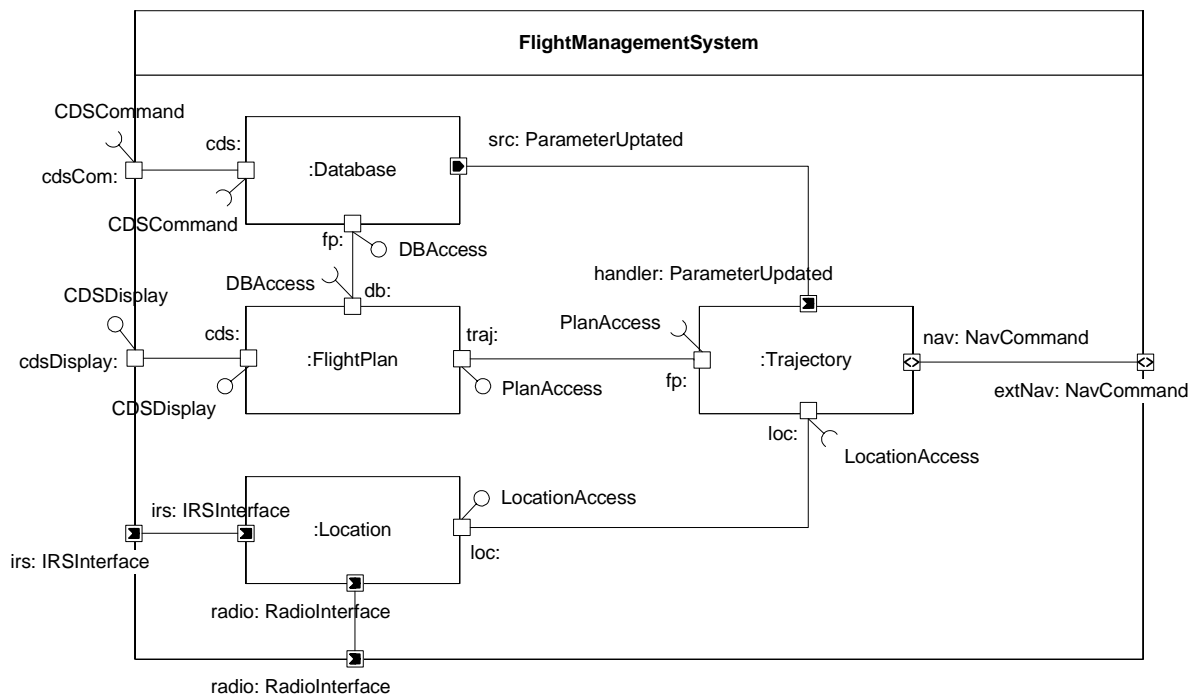 FlightManagementSystem
CDSCommand
cds:
src: ParameterUptated
:Database
cdsCom:
CDSCommand
fp:
DBAccess
handler: ParameterUpdated
DBAccess
db:
CDSDisplay
cds:
traj:
PlanAccess
nav: NavCommand
cdsDisplay:
:FlightPlan
:Trajectory
fp:
PlanAccess
extNav: NavCommand
CDSDisplay
loc:
LocationAccess
LocationAccess
irs: IRSInterface
:Location
loc:
irs: IRSInterface
radio: RadioInterface
radio: RadioInterface